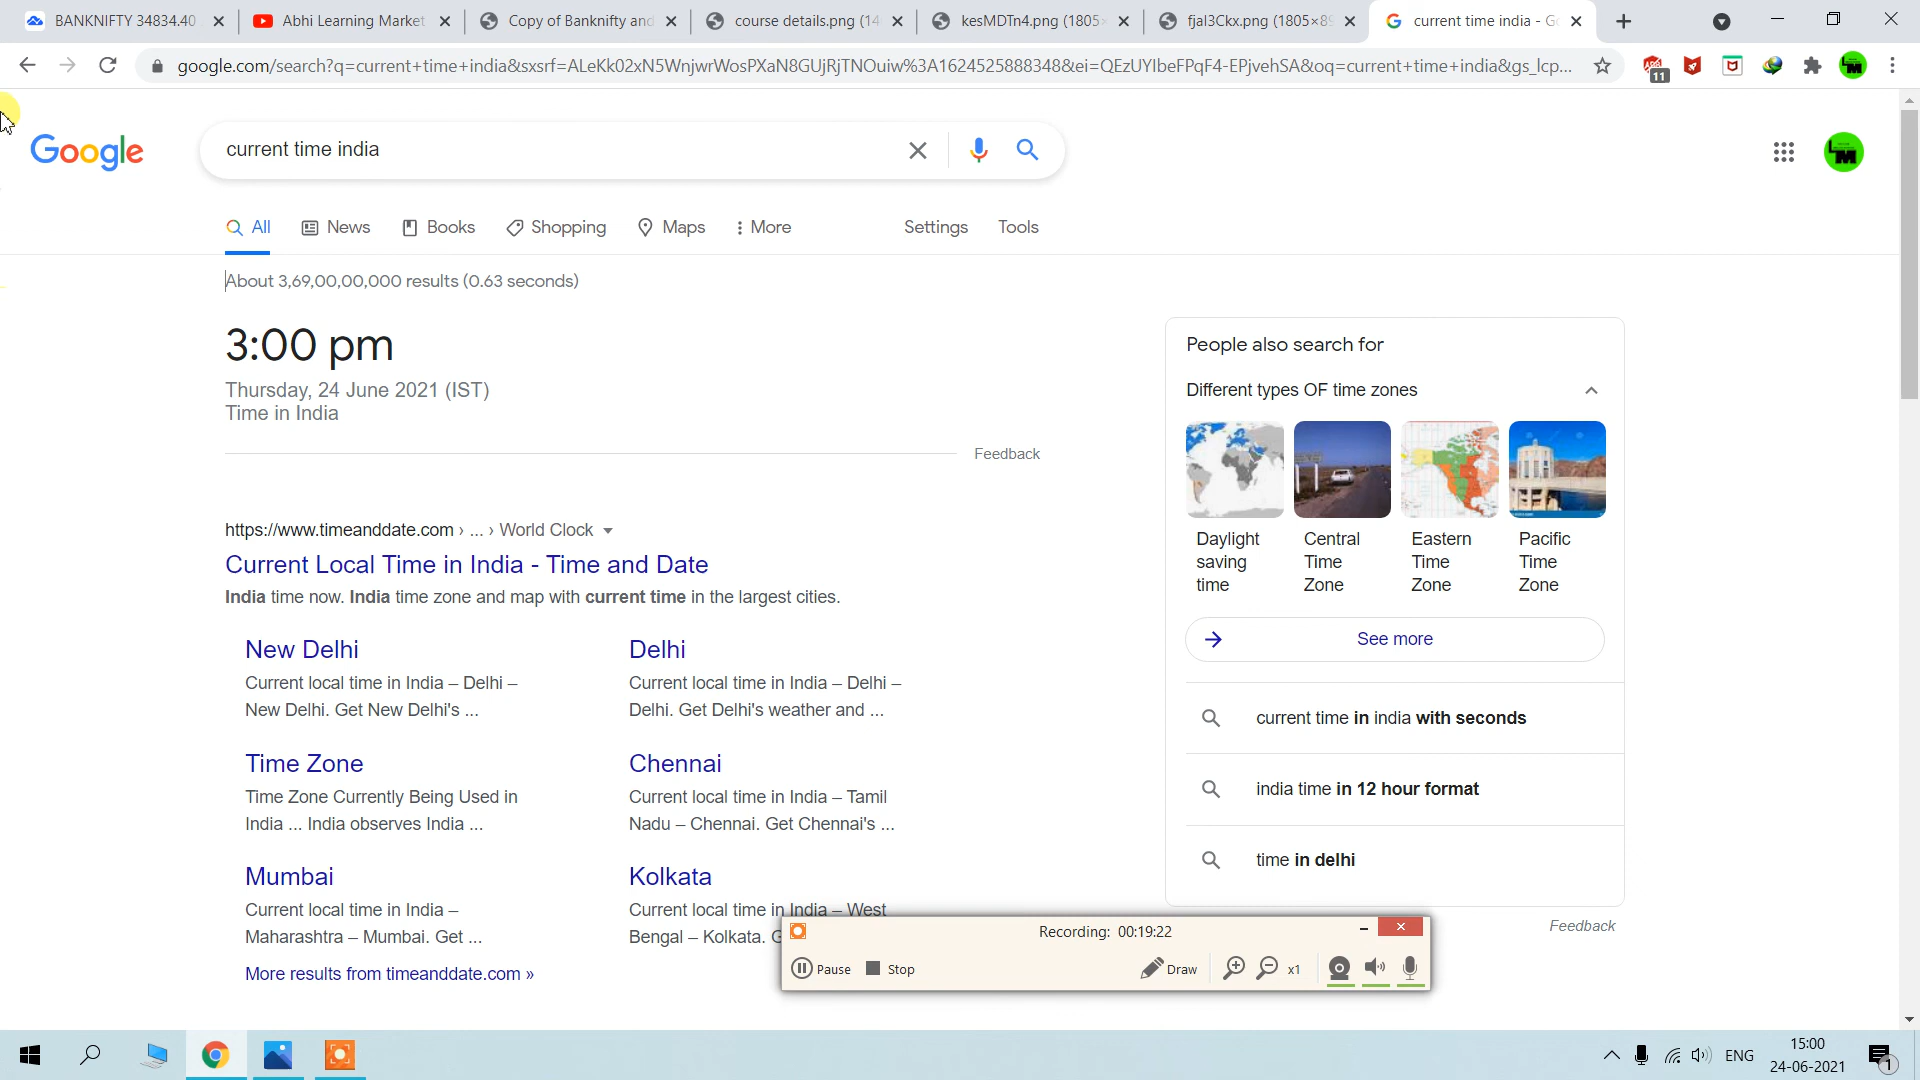 BANKNIFTY 34834.40
Abhi Learning Market
Copy of Banknifty and
course details.png (14
kesMDTn4.png (1805×
fjal3Ckx.png (1805×89
current time india - Go
google.com/search?q=current+time+india&sxsrf=ALeKk02xN5WnjwrWosPXaN8GUjRjTNOuiw%3A1624525888348&ei=QEzUYIbeFPqF4-EPjvehSA&oq=current+time+india&gs_lcp...
11
Google
current time india
All
News
Books
Shopping
Maps
More
Settings
Tools
About 3,69,00,00,000 results (0.63 seconds)
3:00 pm
Thursday, 24 June 2021 (IST)
Time in India
Feedback
https://www.timeanddate.com › ... › World Clock
Current Local Time in India - Time and Date
India time now. India time zone and map with current time in the largest cities.
New Delhi
Current local time in India – Delhi –
New Delhi. Get New Delhi's ...
Delhi
Current local time in India – Delhi –
Delhi. Get Delhi's weather and ...
Time Zone
Time Zone Currently Being Used in
India ... India observes India ...
Chennai
Current local time in India – Tamil
Nadu – Chennai. Get Chennai's ...
Mumbai
Current local time in India –
Maharashtra – Mumbai. Get ...
Kolkata
Current local time in India – West
Bengal – Kolkata. G
More results from timeanddate.com »
People also search for
Different types OF time zones
Daylight
saving
time
Central
Time
Zone
Eastern
Time
Zone
Pacific
Time
Zone
See more
current time in india with seconds
india time in 12 hour format
time in delhi
Feedback
Recording: 00:19:22
Pause
Stop
Draw
x1
ENG
15:00
24-06-2021
1